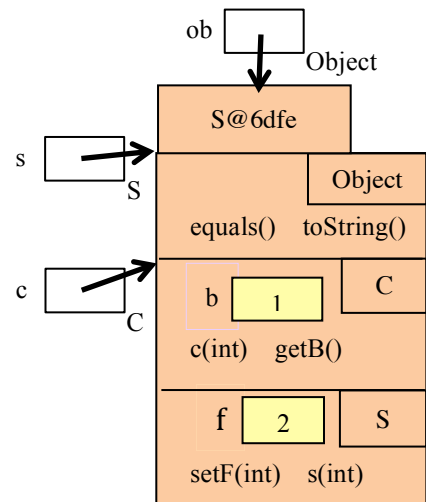 ob
Object
S@6dfe
s
S
Object
equals() toString()
c
C
b 1 C
c(int) getB()
f 2 S
setF(int) s(int)